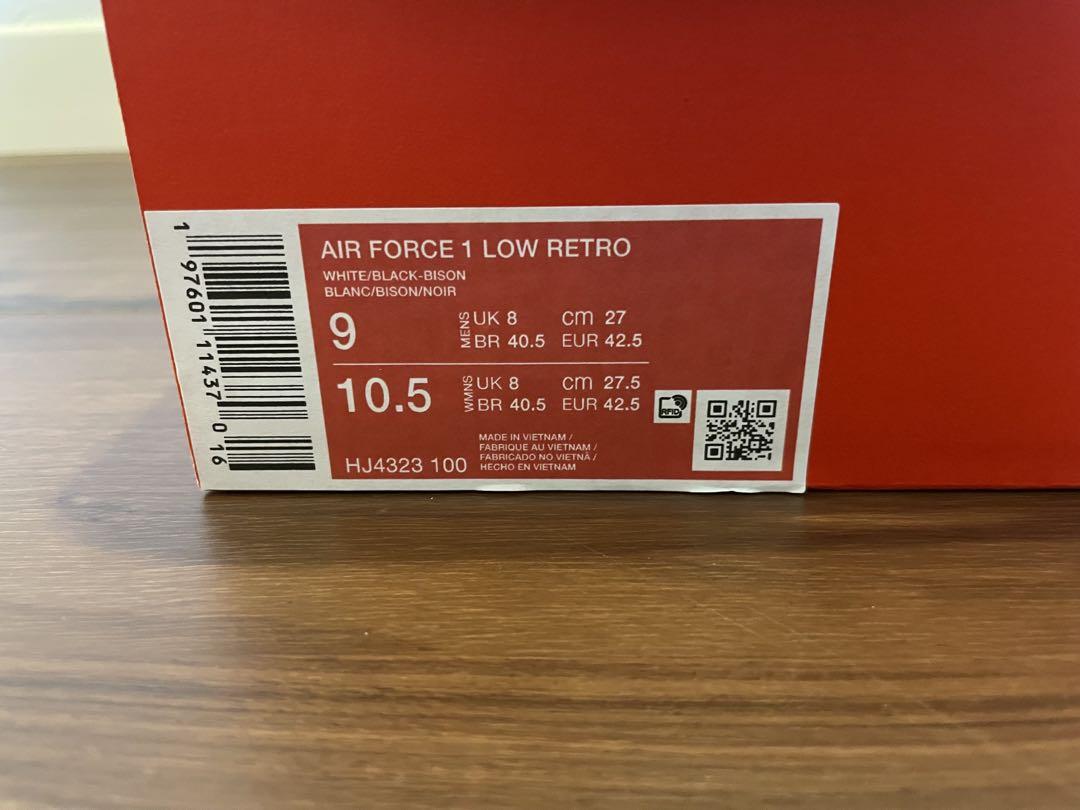 AIR FORCE 1 LOW RETRO
WHITE/BLACK-BISON
BLANC/BISON/NOIR
9 MENS UK 8 cm 27
BR 40.5 EUR 42.5
10.5 WMNS UK 8 cm 27.5
BR 40.5 EUR 42.5
RFID
HJ4323 100
MADE IN VIETNAM /
FABRIQUE AU VIETNAM /
FABRICADO NO VIETNÃ /
HECHO EN VIETNAM
1 97601 11437 0 16